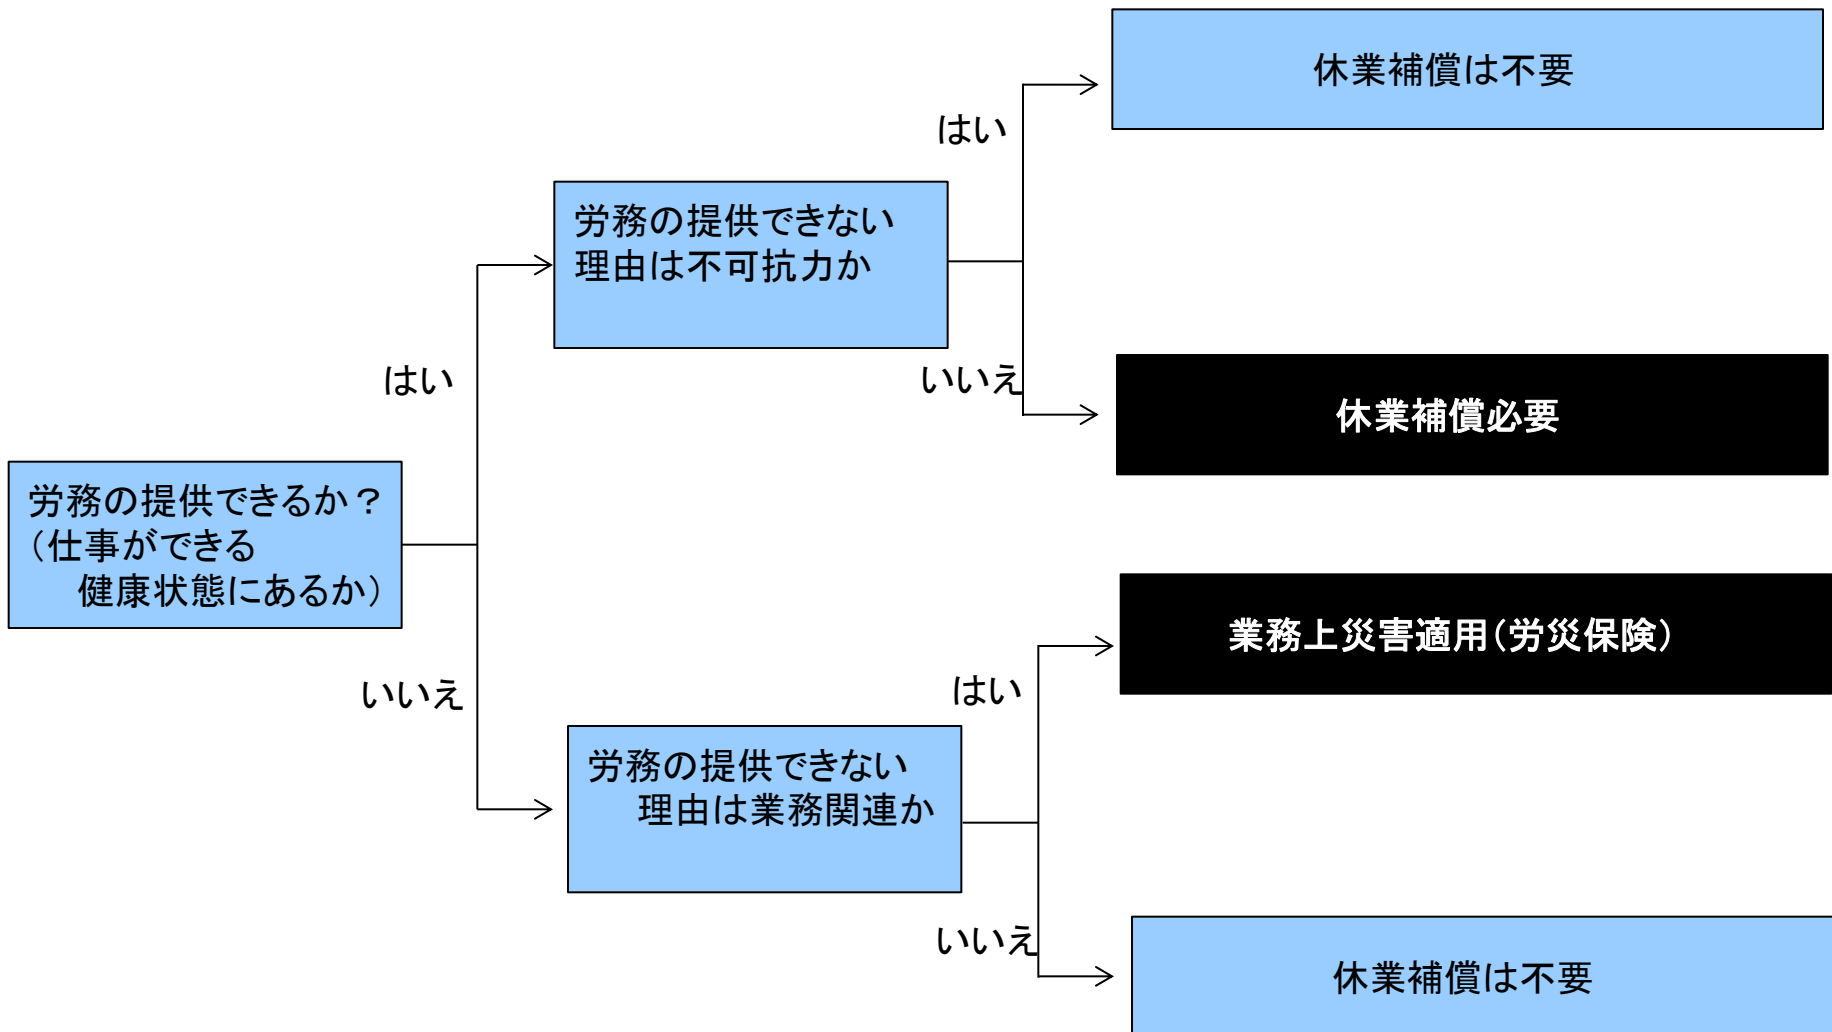 休業補償は不要
はい
労務の提供できない
理由は不可抗力か
はい
いいえ
休業補償必要
労務の提供できるか？
（仕事ができる
健康状態にあるか）
業務上災害適用（労災保険）
いいえ
はい
労務の提供できない
理由は業務関連か
いいえ
休業補償は不要